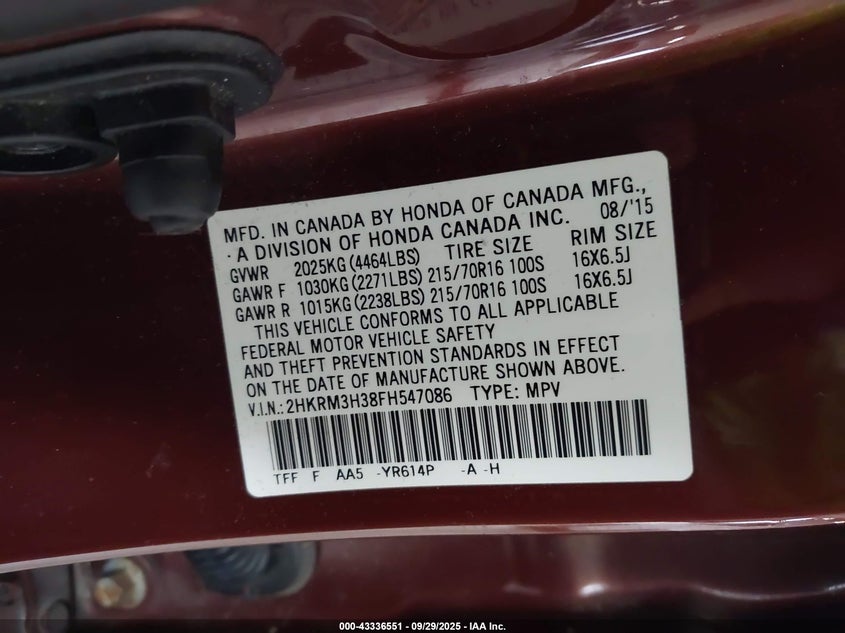 MFD. IN CANADA BY HONDA OF CANADA MFG.,
A DIVISION OF HONDA CANADA INC. 08/'15
GVWR 2025KG (4464LBS) TIRE SIZE RIM SIZE
GAWR F 1030KG (2271LBS) 215/70R16 100S 16X6.5J
GAWR R 1015KG (2238LBS) 215/70R16 100S 16X6.5J
THIS VEHICLE CONFORMS TO ALL APPLICABLE
FEDERAL MOTOR VEHICLE SAFETY
AND THEFT PREVENTION STANDARDS IN EFFECT
ON THE DATE OF MANUFACTURE SHOWN ABOVE.
V.I.N.: 2HKRM3H38FH547086 TYPE: MPV
TFF F AA5 -YR614P -A -H
000-43336551 - 09/29/2025 - IAA Inc.